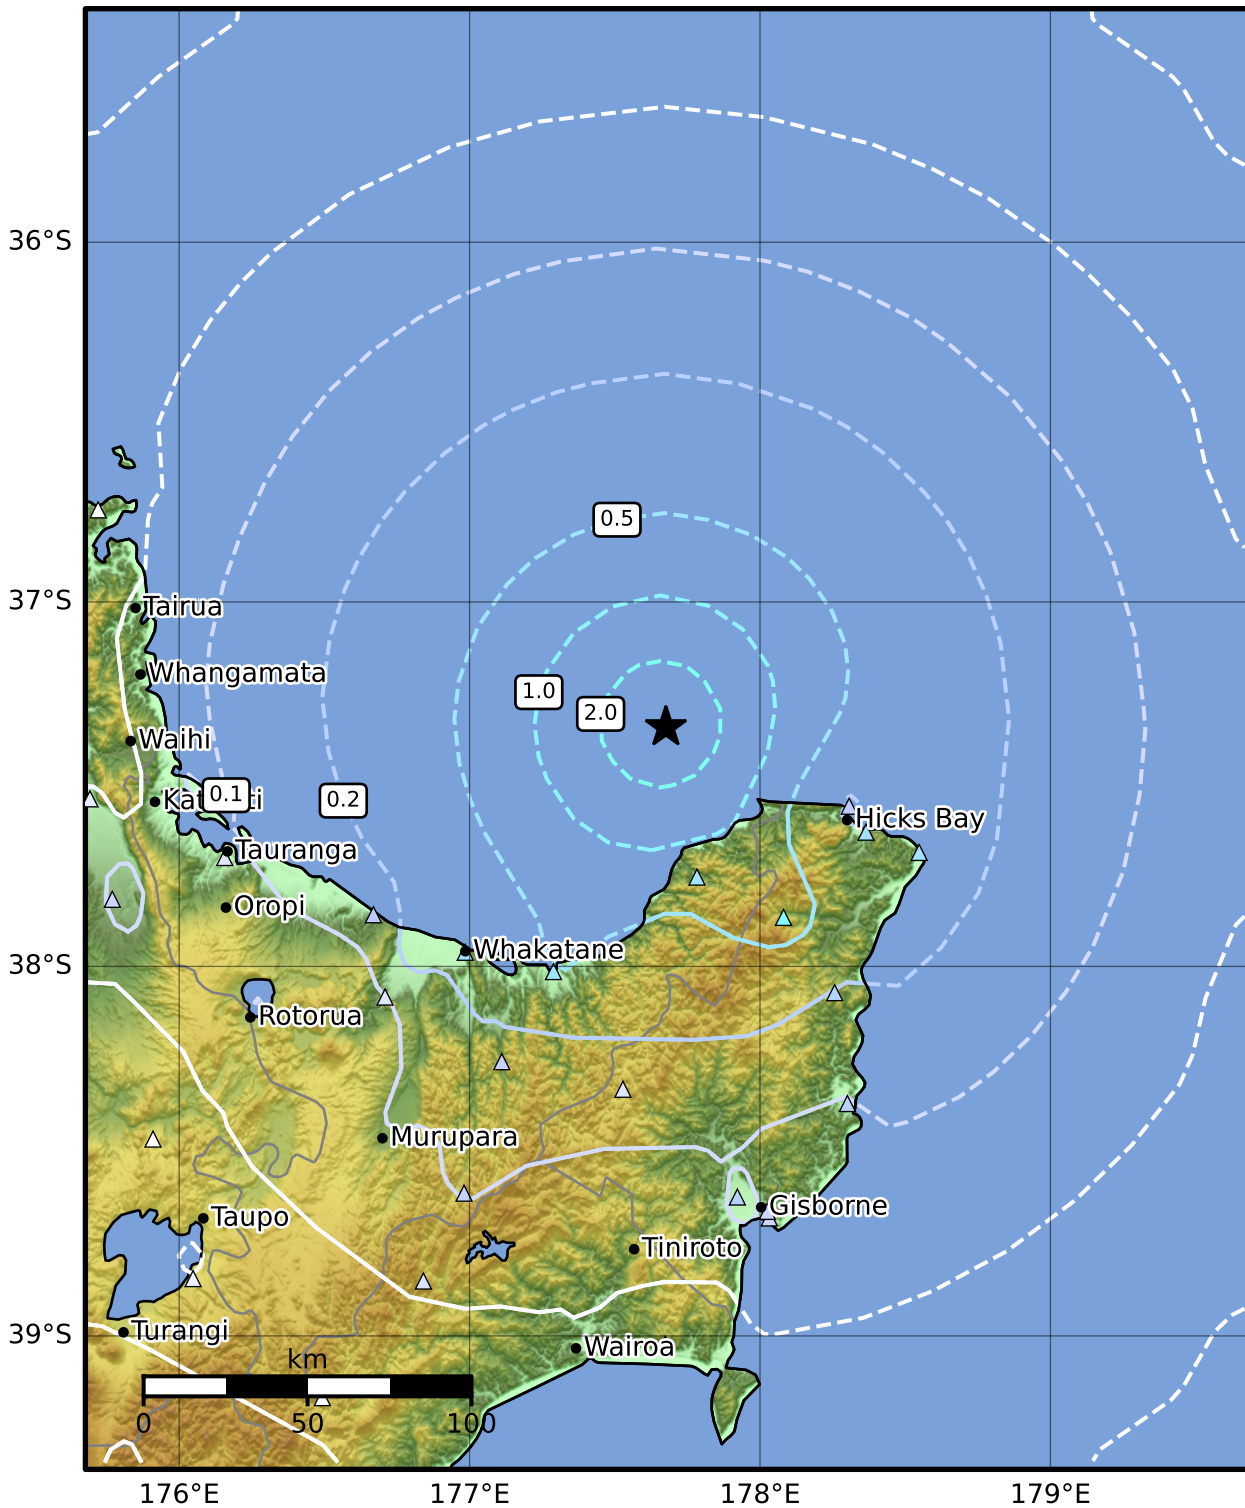 36°S
0.5
37°S
Tairua
Whangamata
1.0
2.0
Waihi
0.1
0.2
Hicks Bay
Tauranga
Oropi
Whakatane
38°S
Rotorua
Murupara
Gisborne
Taupo
Tiniroto
39°S
Turangi
Wairoa
km
0 50 100
176°E 177°E 178°E 179°E